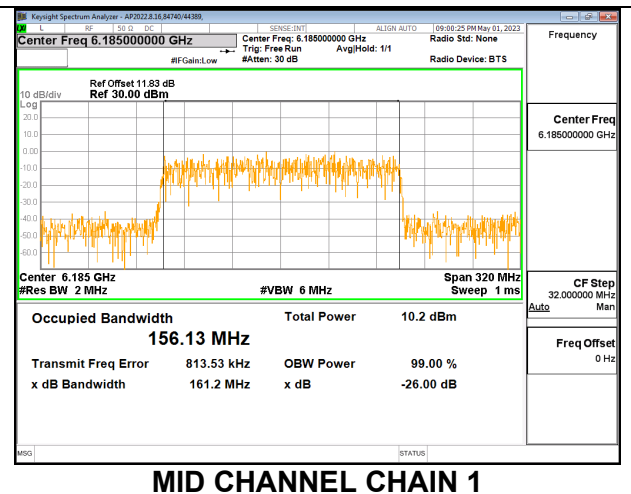 Keysight Spectrum Analyzer - AP2022.8.16,84740/44389,
L RF 50 Ω DC SENSE:INT ALIGN AUTO 09:00:25 PM May 01, 2023
Center Freq 6.185000000 GHz Center Freq: 6.185000000 GHz Radio Std: None Frequency
Trig: Free Run Avg|Hold: 1/1
#IFGain:Low #Atten: 30 dB Radio Device: BTS
Ref Offset 11.83 dB
10 dB/div Ref 30.00 dBm
Log
20.0
10.0
0.00
-10.0
-20.0
-30.0
-40.0
-50.0
-60.0
Center Freq
6.185000000 GHz
Center 6.185 GHz Span 320 MHz
#Res BW 2 MHz #VBW 6 MHz Sweep 1 ms
CF Step
32.000000 MHz
Auto Man
Occupied Bandwidth Total Power 10.2 dBm
156.13 MHz
Freq Offset
0 Hz
Transmit Freq Error 813.53 kHz OBW Power 99.00 %
x dB Bandwidth 161.2 MHz x dB -26.00 dB
MSG STATUS
MID CHANNEL CHAIN 1